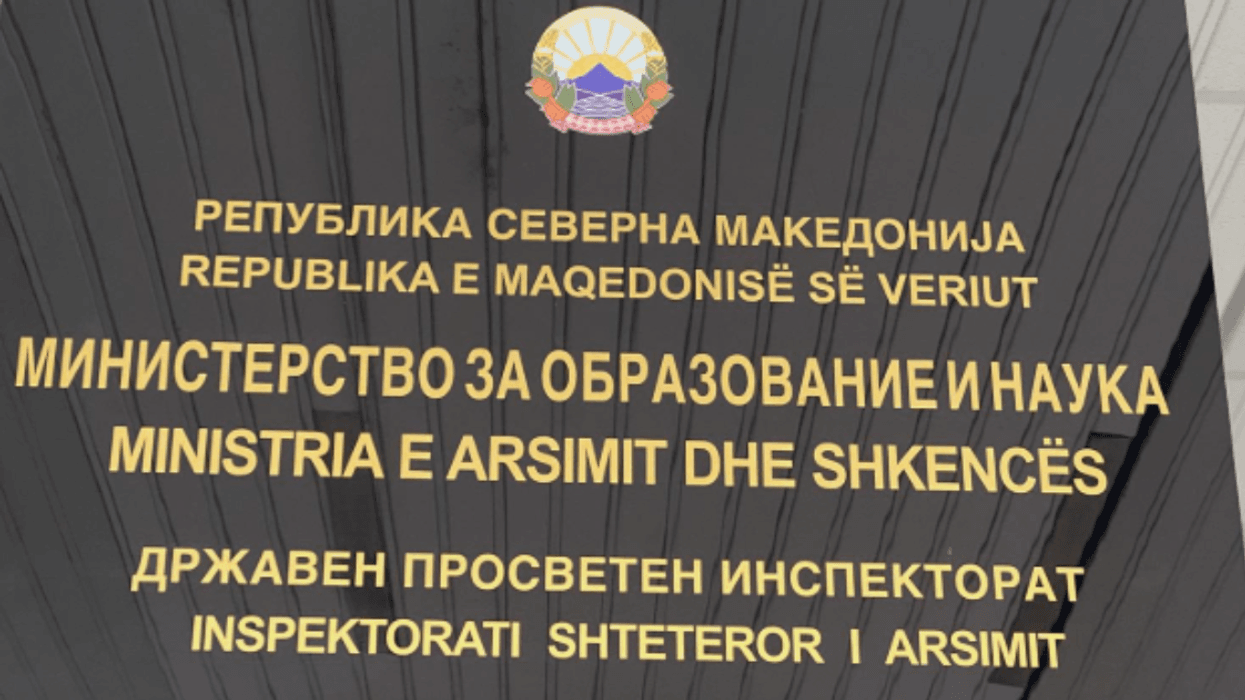 РЕПУБЛИКА СЕВЕРНА МАКЕДОНИЈА
REPUBLIKA E MAQEDONISË SË VERIUT
МИНИСТЕРСТВО ЗА ОБРАЗОВАНИЕ И НАУКА
MINISTRIA E ARSIMIT DHE SHKENCËS
ДРЖАВЕН ПРОСВЕТЕН ИНСПЕКТОРАТ
INSPEKTORATI SHTETEROR I ARSIMIT